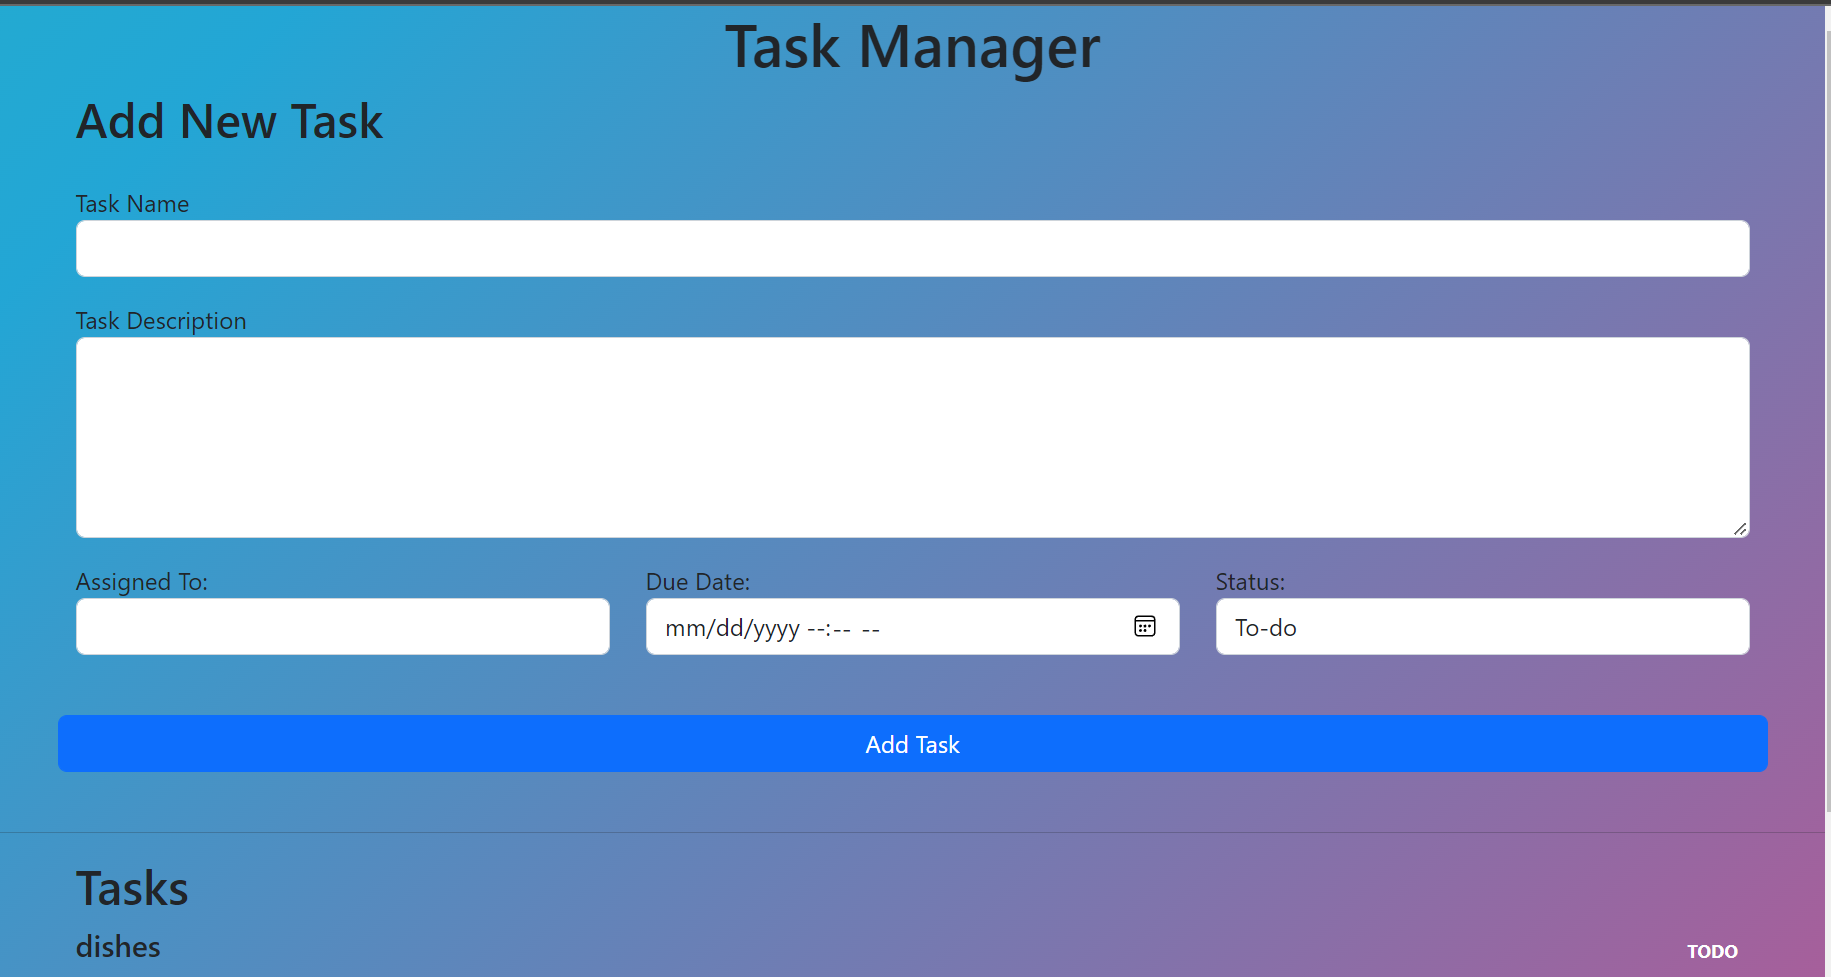 Task Manager
Add New Task
Task Name
Task Description
Assigned To:
Due Date:
Status:
mm/dd/yyyy --:-- --
To-do
Add Task
Tasks
dishes
TODO